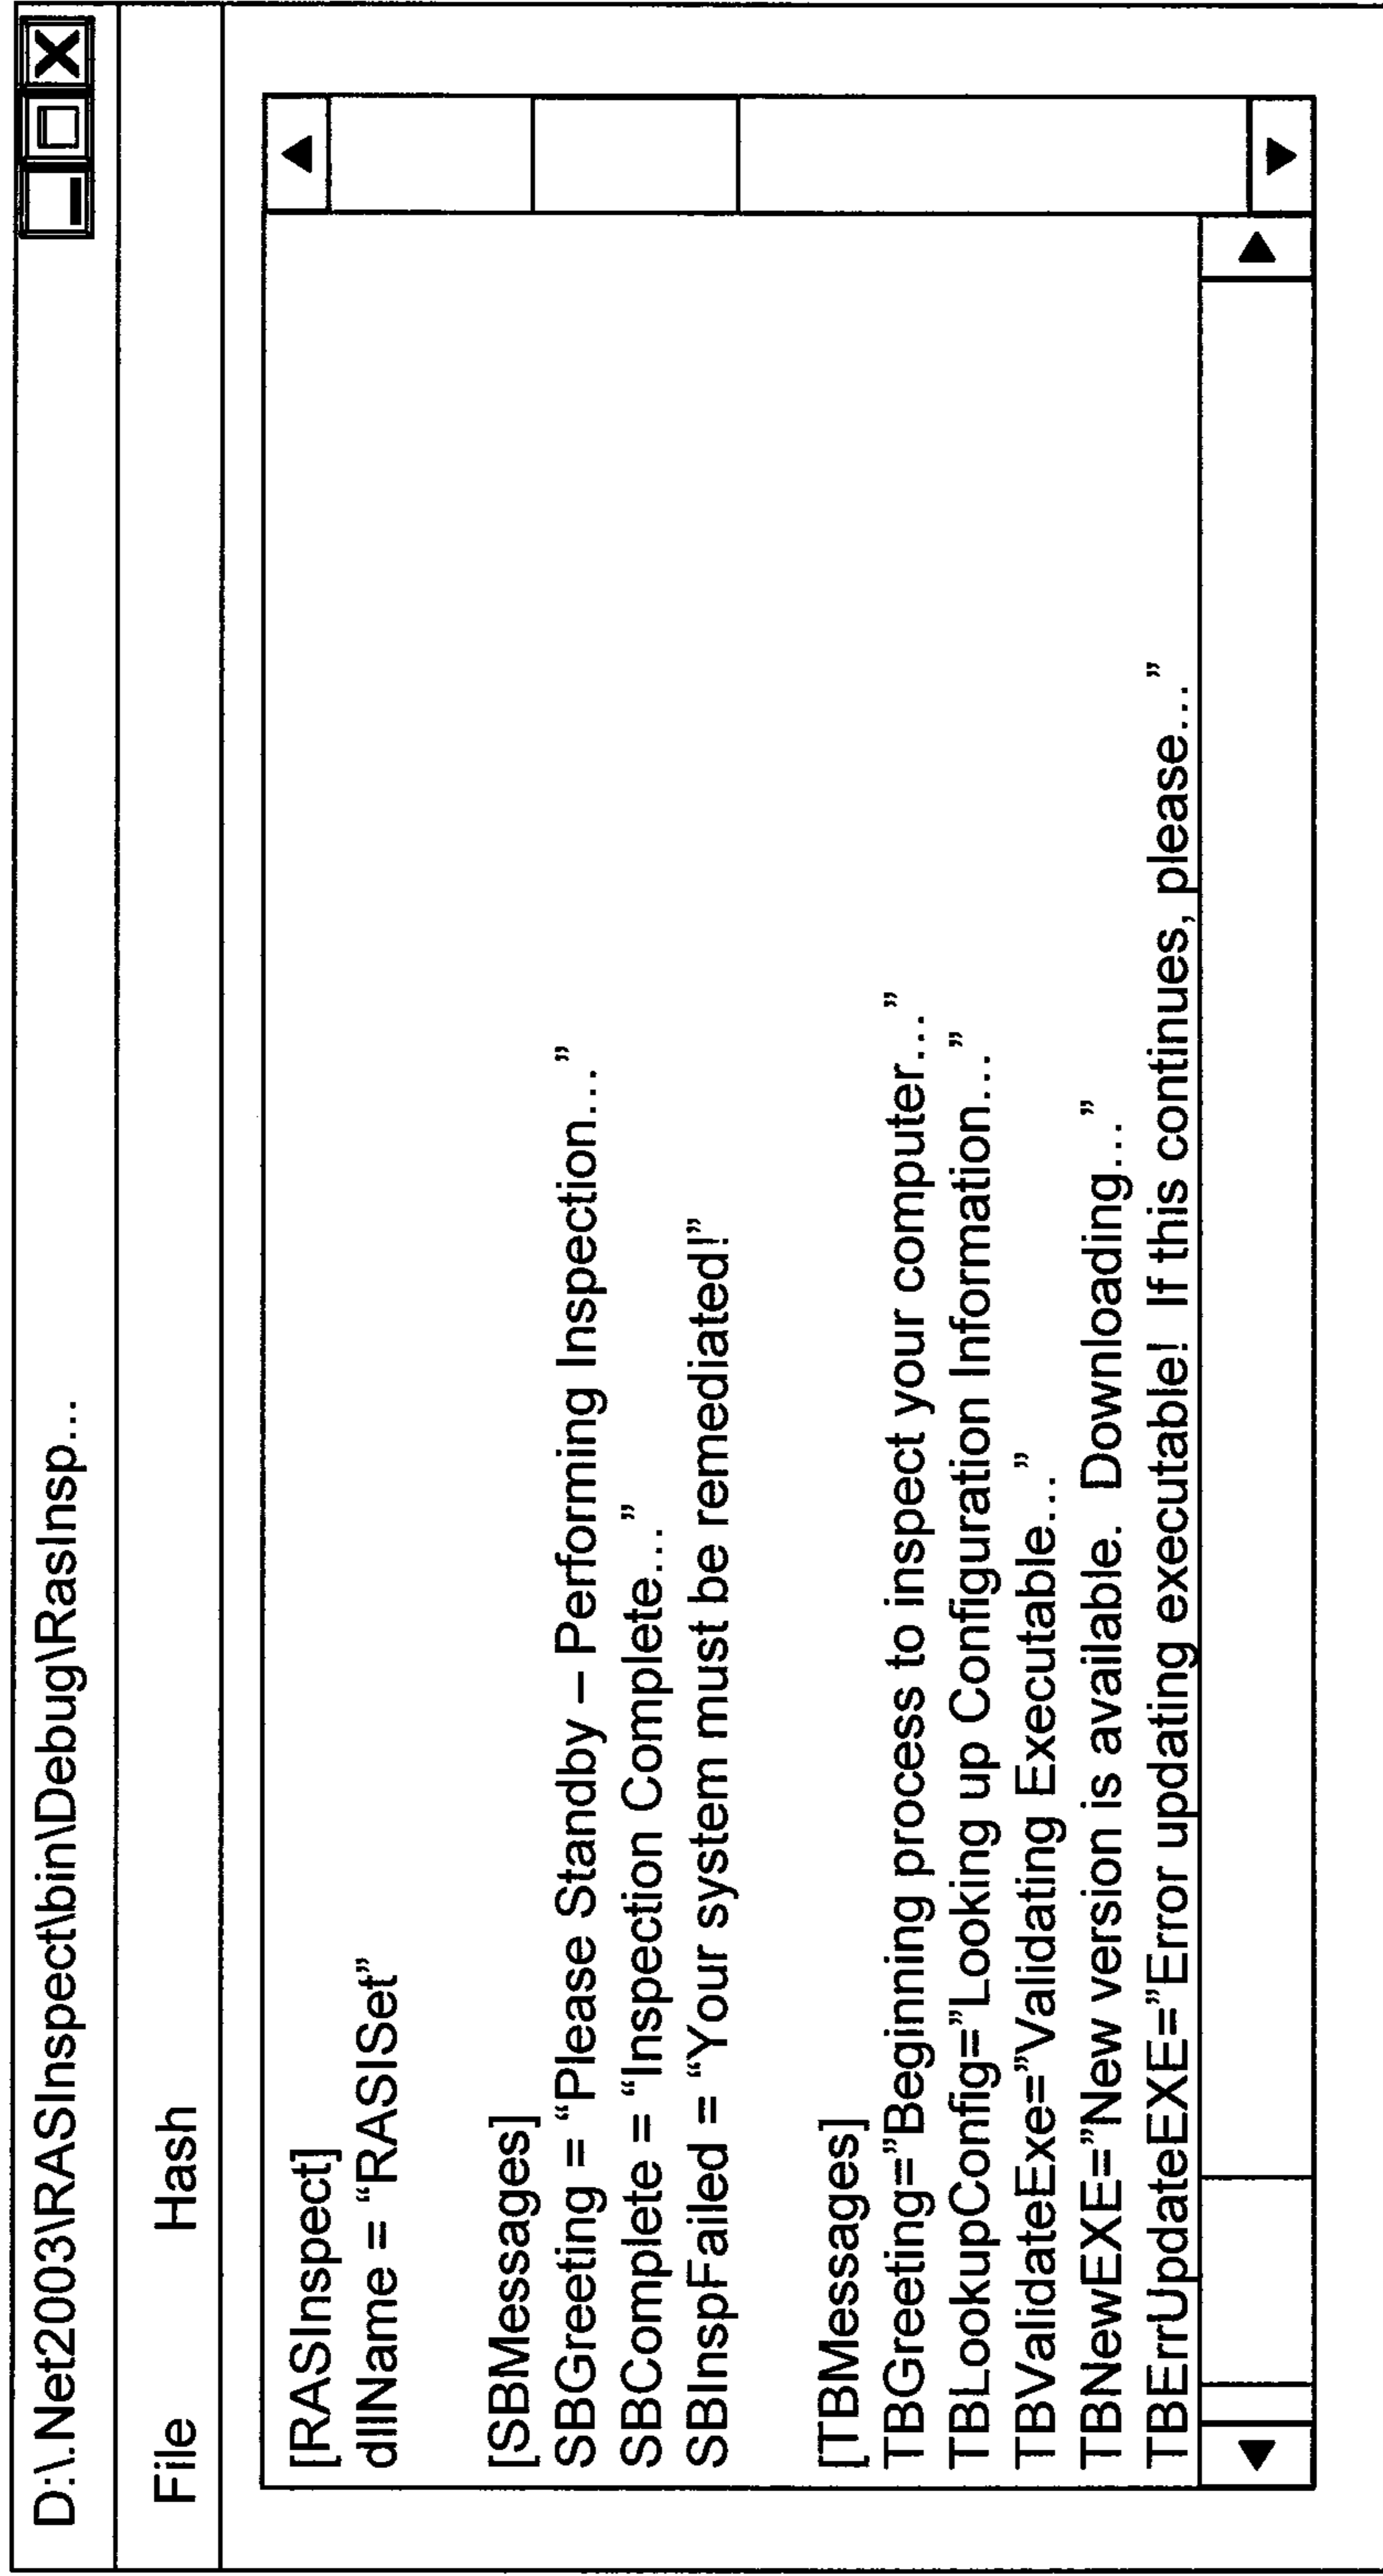 D:\.Net2003\RASInspect\bin\Debug\RasInsp...
File Hash
[RASInspect]
dllName = “RASISet”
[SBMessages]
SBGreeting = “Please Standby – Performing Inspection...”
SBComplete = “Inspection Complete...”
SBInspFailed = “Your system must be remediated!”
[TBMessages]
TBGreeting=”Beginning process to inspect your computer...”
TBLookupConfig=”Looking up Configuration Information...”
TBValidateExe=”Validating Executable...”
TBNewEXE=”New version is available.  Downloading...”
TBErrUpdateEXE=”Error updating executable!  If this continues, please...”